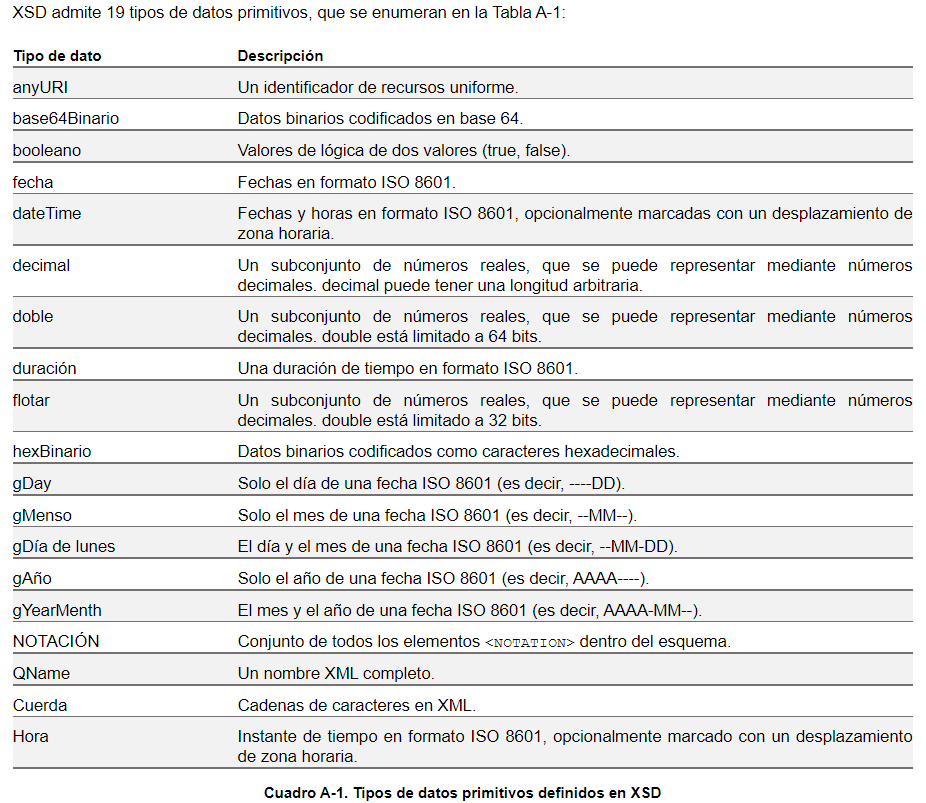 XSD admite 19 tipos de datos primitivos, que se enumeran en la Tabla A-1:
Tipo de dato Descripción
anyURI Un identificador de recursos uniforme.
base64Binario Datos binarios codificados en base 64.
booleano Valores de lógica de dos valores (true, false).
fecha Fechas en formato ISO 8601.
dateTime Fechas y horas en formato ISO 8601, opcionalmente marcadas con un desplazamiento de
zona horaria.
decimal Un subconjunto de números reales, que se puede representar mediante números
decimales. decimal puede tener una longitud arbitraria.
doble Un subconjunto de números reales, que se puede representar mediante números
decimales. double está limitado a 64 bits.
duración Una duración de tiempo en formato ISO 8601.
flotar Un subconjunto de números reales, que se puede representar mediante números
decimales. double está limitado a 32 bits.
hexBinario Datos binarios codificados como caracteres hexadecimales.
gDay Solo el día de una fecha ISO 8601 (es decir, ----DD).
gMenso Solo el mes de una fecha ISO 8601 (es decir, --MM--).
gDía de lunes El día y el mes de una fecha ISO 8601 (es decir, --MM-DD).
gAño Solo el año de una fecha ISO 8601 (es decir, AAAA----).
gYearMonth El mes y el año de una fecha ISO 8601 (es decir, AAAA-MM--).
NOTACIÓN Conjunto de todos los elementos <NOTATION> dentro del esquema.
QName Un nombre XML completo.
Cuerda Cadenas de caracteres en XML.
Hora Instante de tiempo en formato ISO 8601, opcionalmente marcado con un desplazamiento
de zona horaria.
Cuadro A-1. Tipos de datos primitivos definidos en XSD